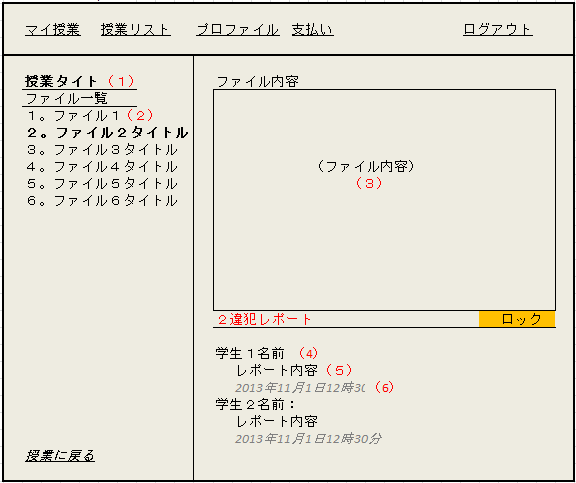 マイ授業 授業リスト プロファイル 支払い ログアウト
授業タイト（１）
ファイル一覧
１。ファイル１（２）
２。ファイル２タイトル
３。ファイル３タイトル
４。ファイル４タイトル
５。ファイル５タイトル
６。ファイル６タイトル
授業に戻る
ファイル内容
（ファイル内容）
（３）
２違犯レポート ロック
学生１名前 （4）
レポート内容（５）
2013年11月1日12時30（6）
学生２名前：
レポート内容
2013年11月1日12時30分